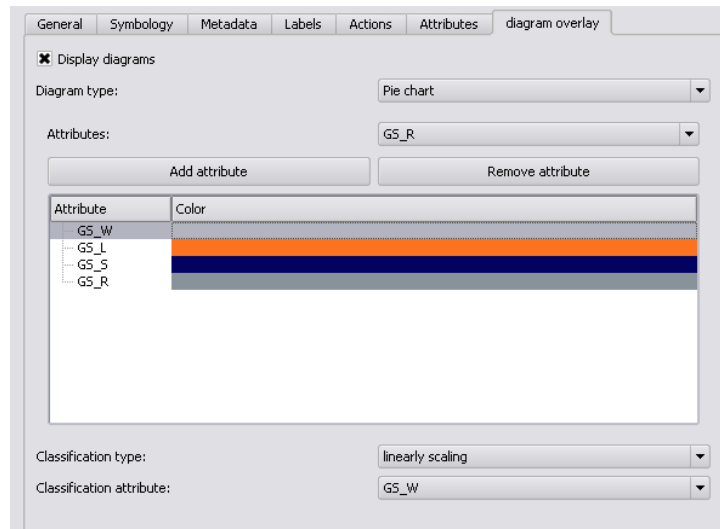 General Symbology Metadata Labels Actions Attributes diagram overlay
Display diagrams
Diagram type: Pie chart
Attributes: GS_R
Add attribute Remove attribute
Attribute Color
GS_W
GS_L
GS_S
GS_R
Classification type: linearly scaling
Classification attribute: GS_W